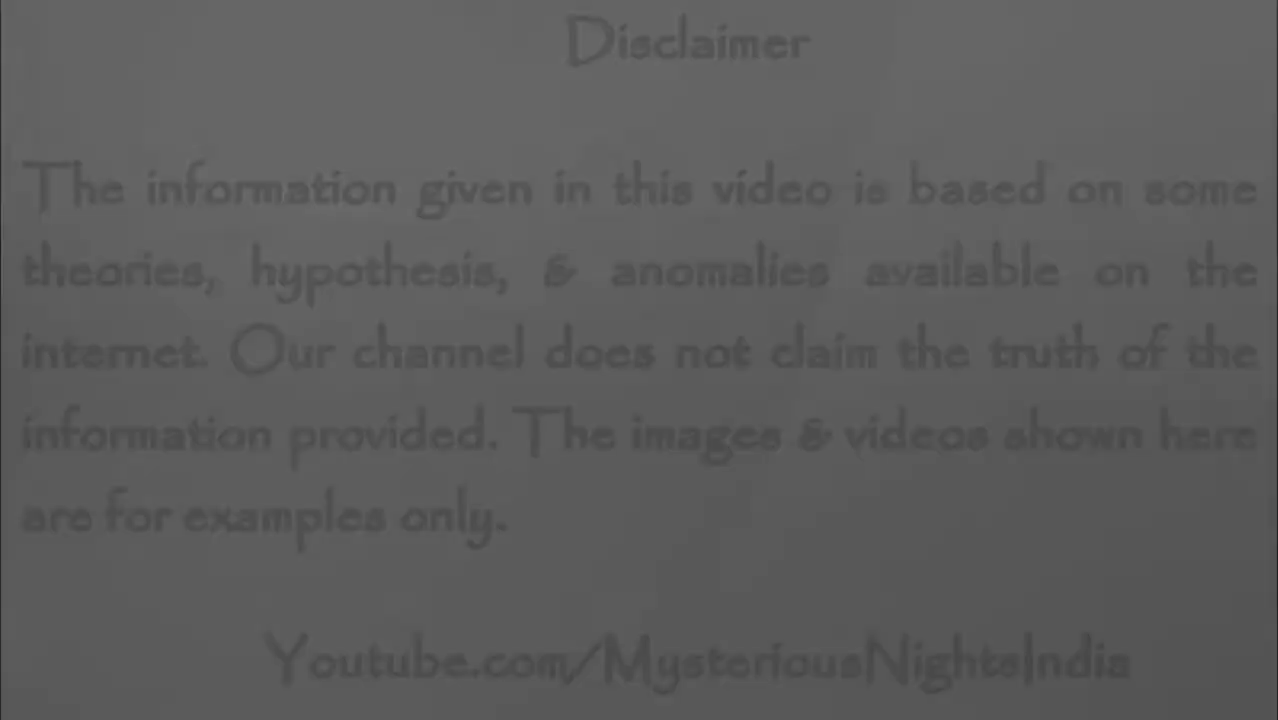 Disclaimer
The information given in this video is based on some
theories, hypothesis, & anomalies available on the
internet. Our channel does not claim the truth of the
information provided. The images & videos shown here
are for examples only.
Youtube.com/MysteriousNightsIndia